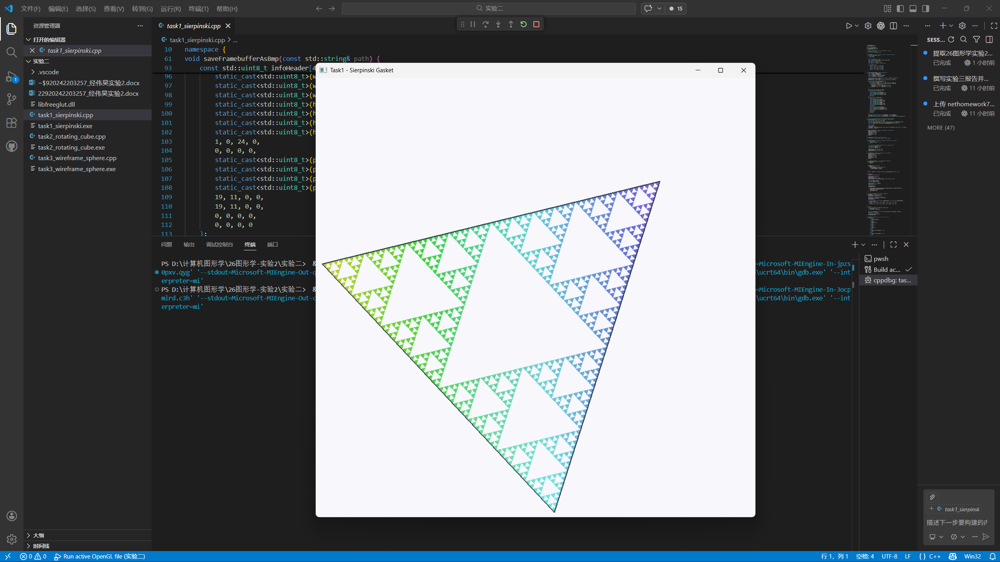 文件(F) 编辑(E) 选择(S) 查看(V) 转到(G) 运行(R) 终端(T) 帮助(H)
实验二
15
资源管理器
打开的编辑器
task1_sierpinski.cpp
实验二
.vscode
~$920242203257_经伟昊实验2.docx
22920242203257_经伟昊实验2.docx
libfreeglut.dll
task1_sierpinski.cpp
task1_sierpinski.exe
task2_rotating_cube.cpp
task2_rotating_cube.exe
task3_wireframe_sphere.cpp
task3_wireframe_sphere.exe
大纲
时间线
task1_sierpinski.cpp
task1_sierpinski.cpp > ...
10 namespace {
61 void saveFramebufferAsBmp(const std::string& path) {
93 const std::uint8_t infoHeader[4
96 static_cast<std::uint8_t>(w
97 static_cast<std::uint8_t>(w
98 static_cast<std::uint8_t>(w
99 static_cast<std::uint8_t>(h
100 static_cast<std::uint8_t>(h
101 static_cast<std::uint8_t>(h
102 static_cast<std::uint8_t>(h
103 1, 0, 24, 0,
104 0, 0, 0, 0,
105 static_cast<std::uint8_t>(p
106 static_cast<std::uint8_t>(p
107 static_cast<std::uint8_t>(p
108 static_cast<std::uint8_t>(p
109 19, 11, 0, 0,
110 19, 11, 0, 0,
111 0, 0, 0, 0,
112 0, 0, 0, 0
113 };
Task1 - Sierpinski Gasket
问题 输出 调试控制台 终端 端口
PS D:\计算机图形学\26图形学-实验2\实验二> & =Microsoft-MIEngine-In-jpzs
0pxv.qyg' '--stdout=Microsoft-MIEngine-Out-q \ucrt64\bin\gdb.exe' '--int
erpreter=mi'
PS D:\计算机图形学\26图形学-实验2\实验二> & =Microsoft-MIEngine-In-3ocp
mlrd.c3h' '--stdout=Microsoft-MIEngine-Out-c \ucrt64\bin\gdb.exe' '--int
erpreter=mi'
pwsh
Build ac...
cppdbg: tas...
SESS...
提取26图形学实验2...
已完成 1 小时前
撰写实验三报告并...
已完成 11 小时前
上传 nethomework7...
已完成 11 小时前
MORE (47)
task1_sierpinsk
描述下一步要构建的
0 0 Run active OpenGL file (实验二)
行 1，列 1 空格: 4 UTF-8 LF {} C++ Win32